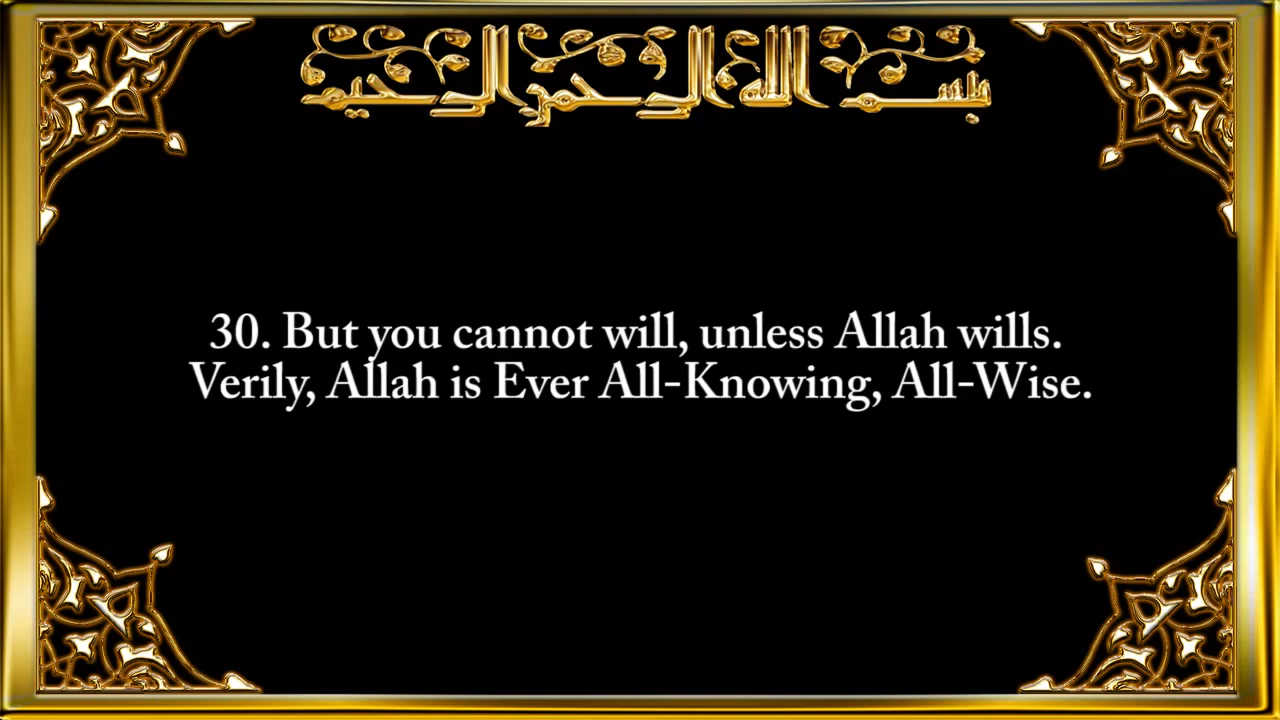 بسم الله الرحمن الرحيم
30. But you cannot will, unless Allah wills.
Verily, Allah is Ever All-Knowing, All-Wise.